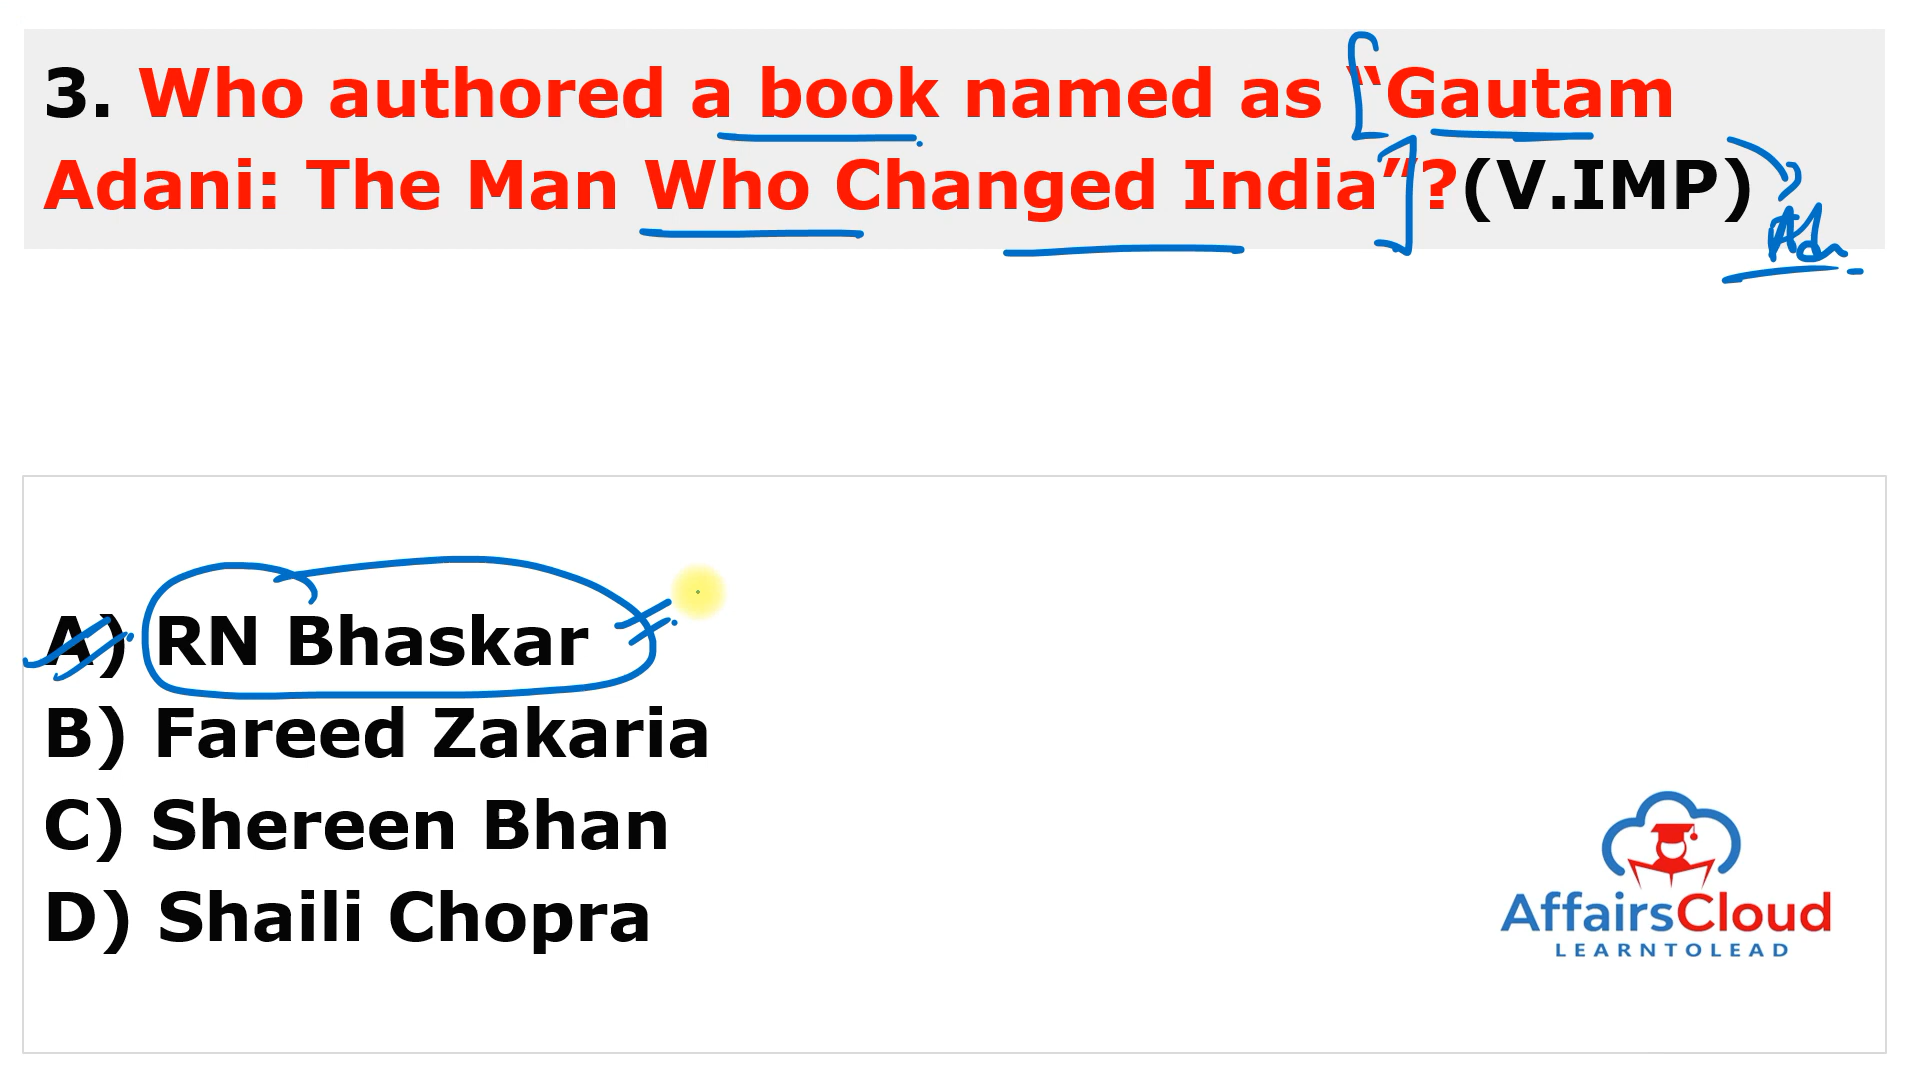 3. Who authored a book named as “Gautam
Adani: The Man Who Changed India”?(V.IMP)
A) RN Bhaskar
B) Fareed Zakaria
C) Shereen Bhan
D) Shaili Chopra
AffairsCloud
LEARNTOLEAD